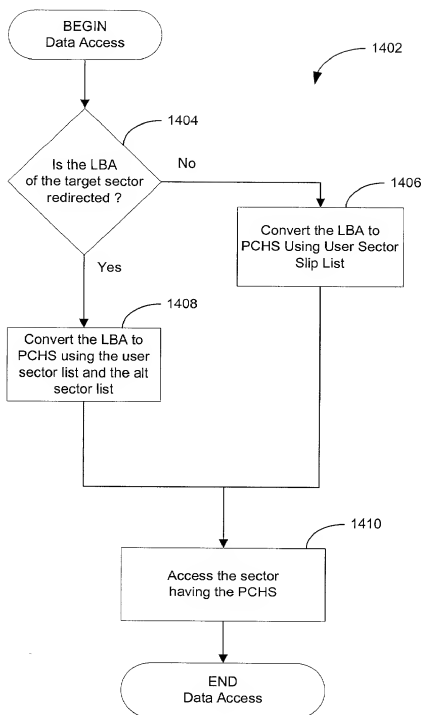 BEGIN
Data Access
1402
1404
Is the LBA
of the target sector
redirected ?
No
1406
Convert the LBA to
PCHS Using User Sector
Slip List
Yes
1408
Convert the LBA to
PCHS using the user
sector list and the alt
sector list
1410
Access the sector
having the PCHS
END
Data Access